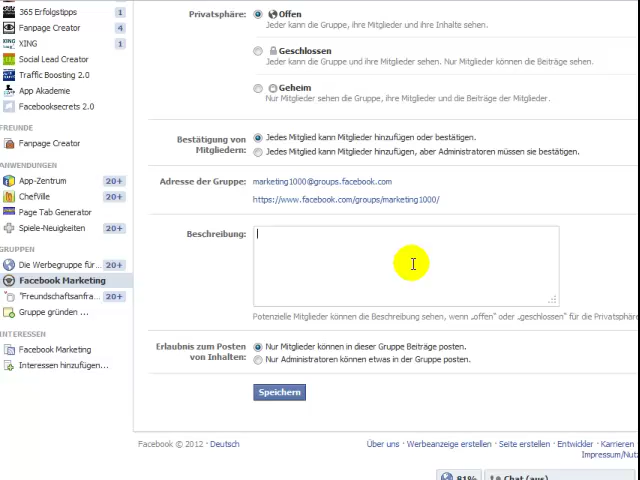 365 Erfolgstipps 1
Fanpage Creator 4
XING 1
Social Lead Creator
Traffic Boosting 2.0
App Akademie
Facebooksecrets 2.0
FREUNDE
Fanpage Creator
ANWENDUNGEN
App-Zentrum 20+
ChefVille 20+
Page Tab Generator
Spiele-Neuigkeiten 20+
GRUPPEN
Die Werbegruppe für... 20+
Facebook Marketing
"Freundschaftsanfra... 20+
Gruppe gründen ...
INTERESSEN
Facebook Marketing
Interessen hinzufügen...
Privatsphäre: Offen
Jeder kann die Gruppe, ihre Mitglieder und ihre Inhalte sehen.
Geschlossen
Jeder kann die Gruppe und ihre Mitglieder sehen. Nur Mitglieder können die Beiträge sehen.
Geheim
Nur Mitglieder sehen die Gruppe, ihre Mitglieder und die Beiträge der Mitglieder.
Bestätigung von Mitgliedern: Jedes Mitglied kann Mitglieder hinzufügen oder bestätigen.
Jedes Mitglied kann Mitglieder hinzufügen, aber Administratoren müssen sie bestätigen.
Adresse der Gruppe: marketing1000@groups.facebook.com
https://www.facebook.com/groups/marketing1000/
Beschreibung:
Potenzielle Mitglieder können die Beschreibung sehen, wenn „offen" oder „geschlossen" für die Privatsphäre
Erlaubnis zum Posten von Inhalten: Nur Mitglieder können in dieser Gruppe Beiträge posten.
Nur Administratoren können etwas in der Gruppe posten.
Speichern
Facebook © 2012 · Deutsch
Über uns · Werbeanzeige erstellen · Seite erstellen · Entwickler · Karrieren
Impressum/Nutz
81% Chat (aus)